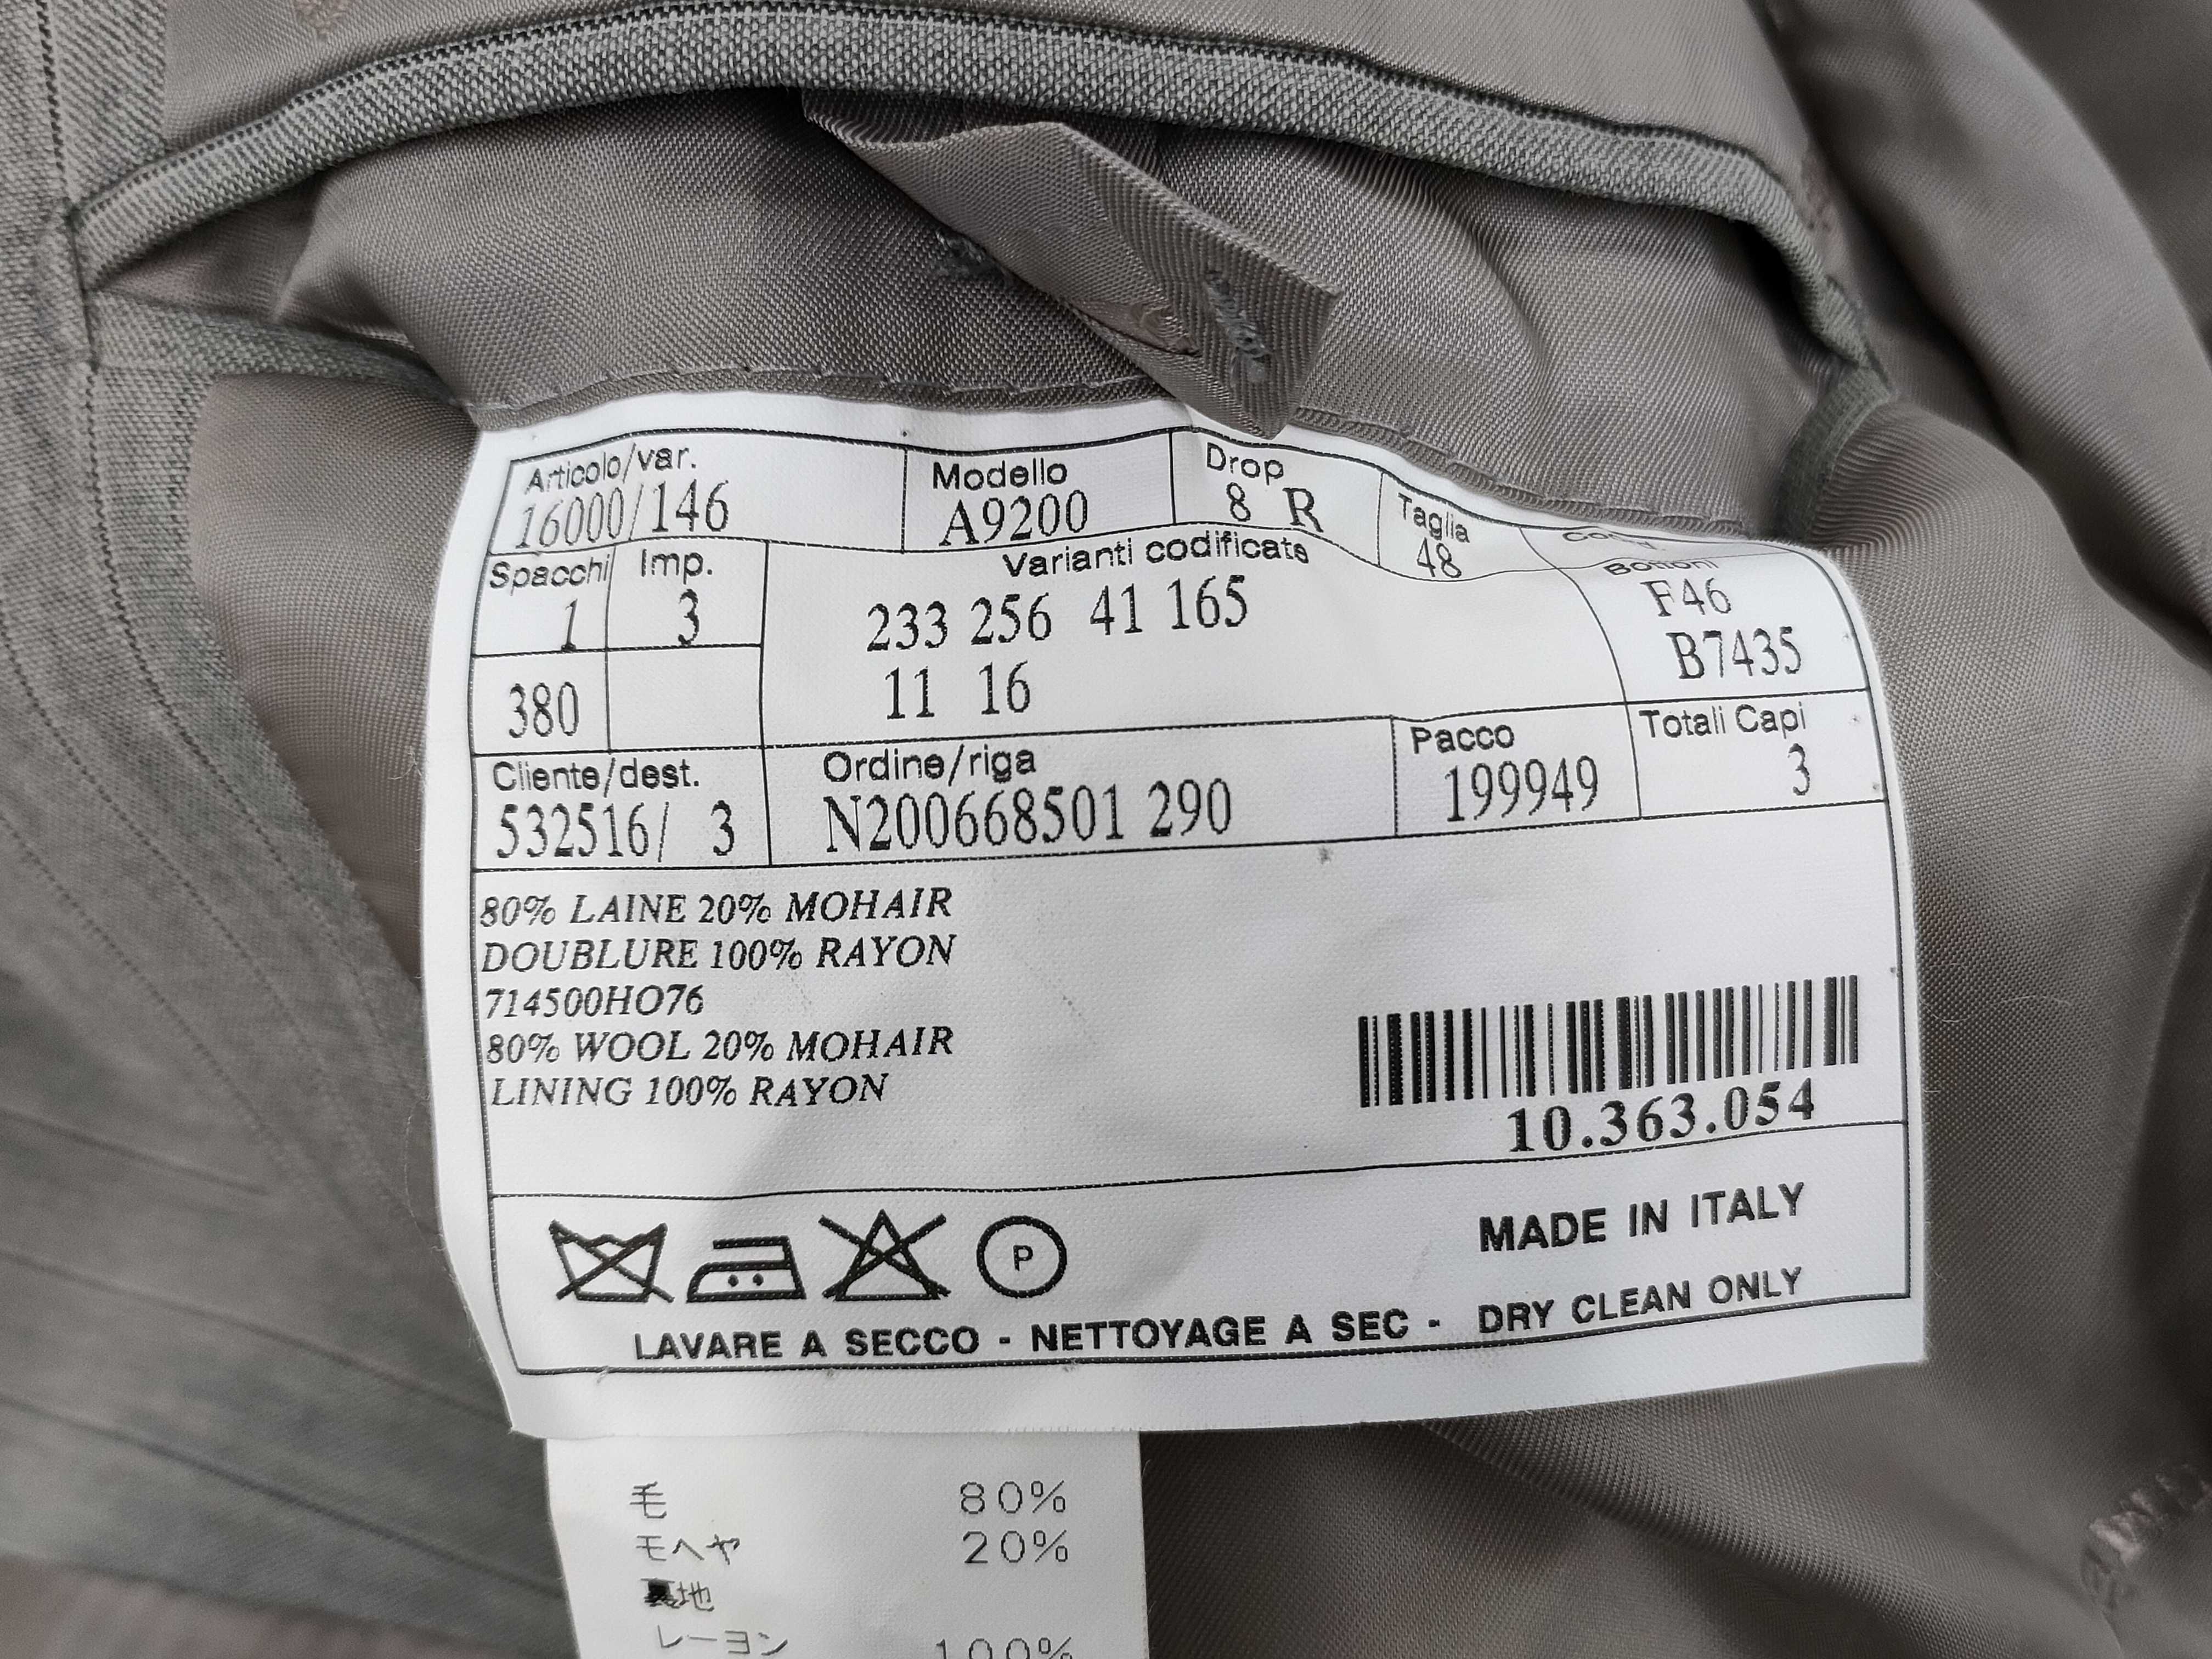 Articolo/var.
16000/146
Modello
A9200
Drop
8 R
Taglia
48
Bottoni
F46
B7435
Spacchi
1
Imp.
3
380
Varianti codificate
233 256 41 165
11 16
Cliente/dest.
532516/ 3
Ordine/riga
N200668501 290
Pacco
199949
Totali Capi
3
80% LAINE 20% MOHAIR
DOUBLURE 100% RAYON
714500HO76
80% WOOL 20% MOHAIR
LINING 100% RAYON
10.363.054
MADE IN ITALY
P
LAVARE A SECCO - NETTOYAGE A SEC - DRY CLEAN ONLY
毛 80%
モヘヤ 20%
裏地
レーヨン 100%